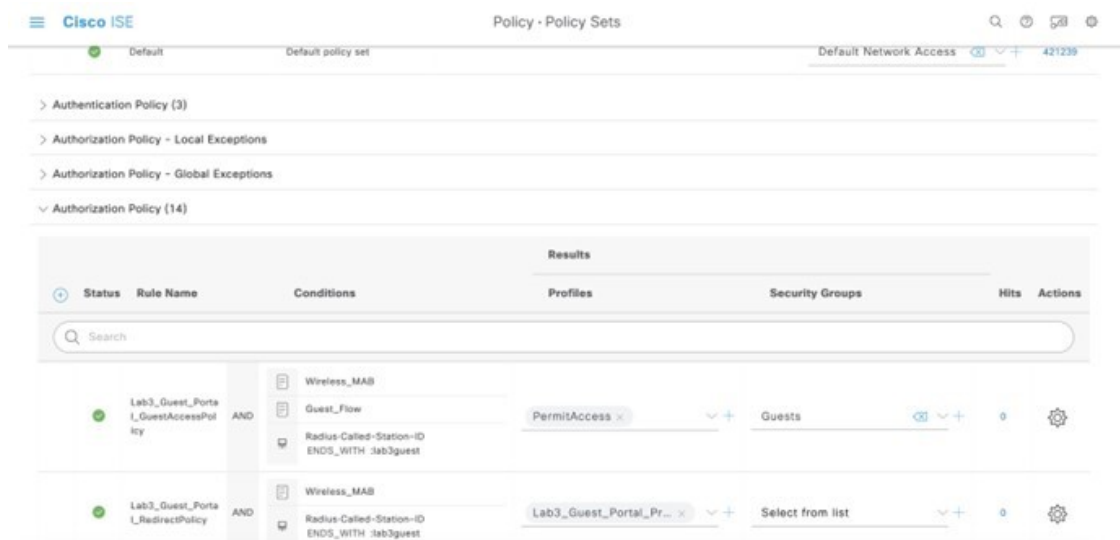 Cisco ISE
Policy · Policy Sets
Default
Default policy set
Default Network Access
421239
Authentication Policy (3)
Authorization Policy - Local Exceptions
Authorization Policy - Global Exceptions
Authorization Policy (14)
Results
Status
Rule Name
Conditions
Profiles
Security Groups
Hits
Actions
Search
Lab3_Guest_Porta
l_GuestAccessPol
icy
AND
Wireless_MAB
Guest_Flow
Radius-Called-Station-ID
ENDS_WITH :lab3guest
PermitAccess
Guests
0
Lab3_Guest_Porta
l_RedirectPolicy
AND
Wireless_MAB
Radius-Called-Station-ID
ENDS_WITH :lab3guest
Lab3_Guest_Portal_Pr...
Select from list
0